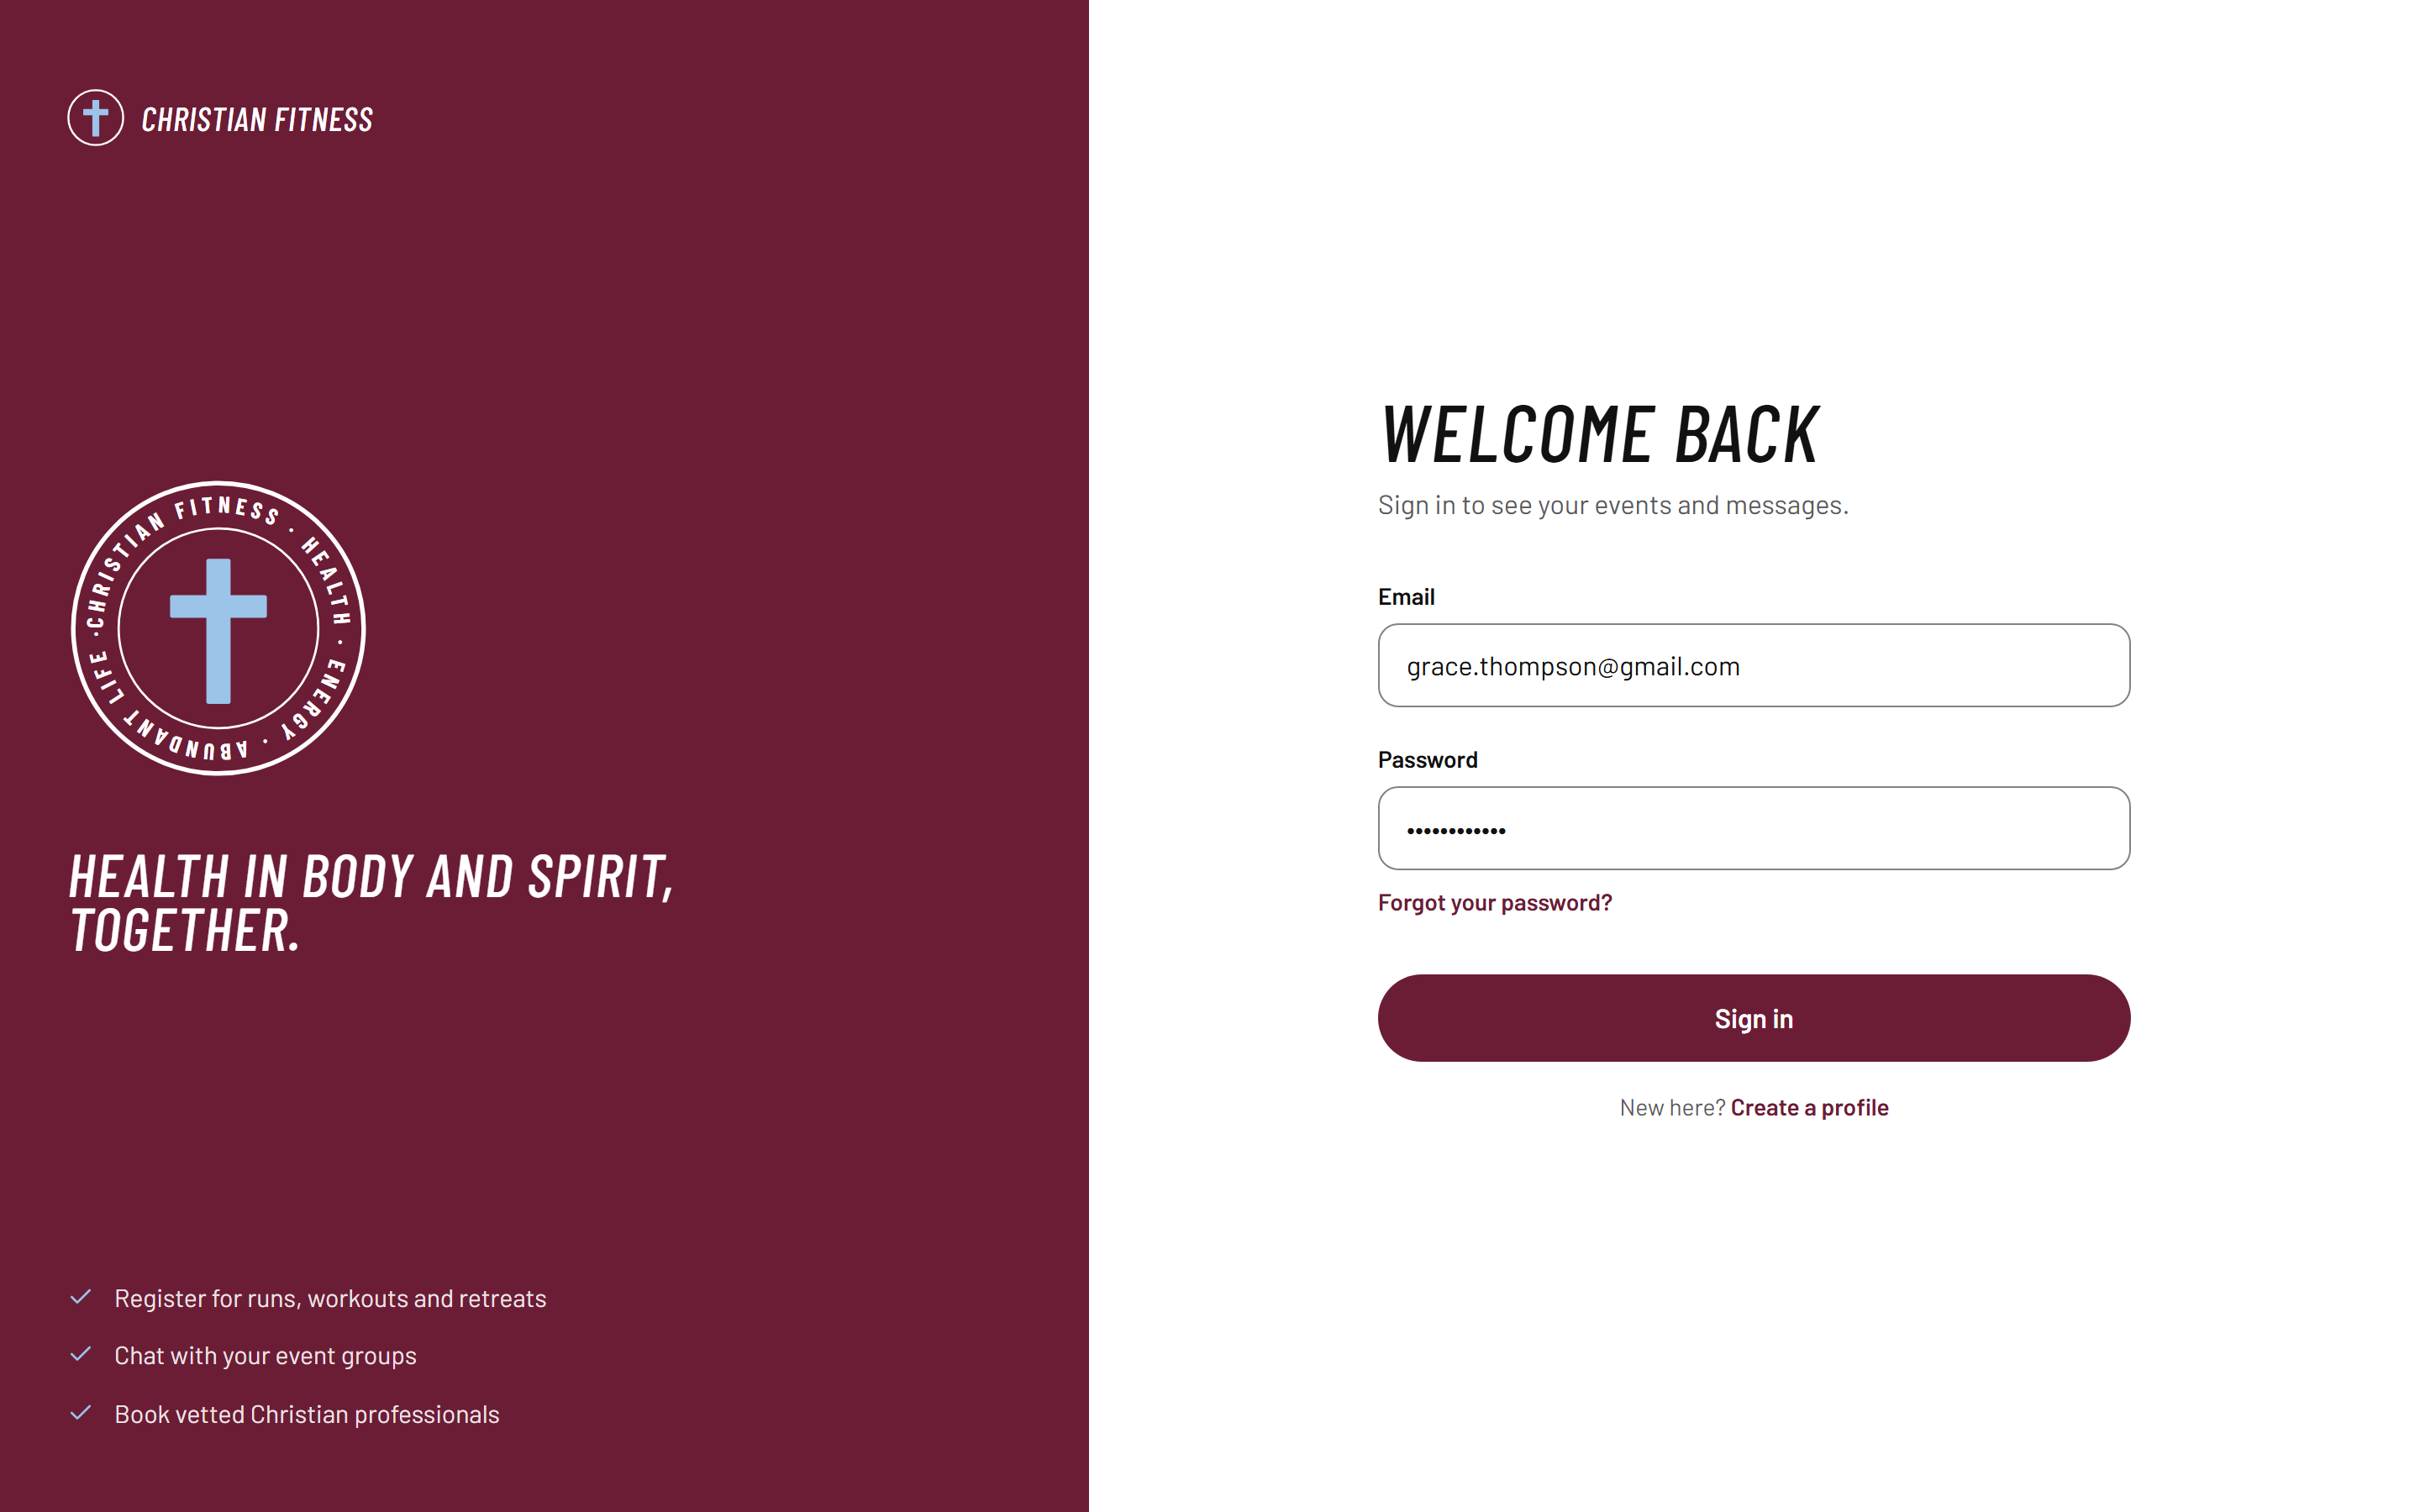 CHRISTIAN FITNESS
CHRISTIAN FITNESS · HEALTH · ENERGY · ABUNDANT LIFE ·
HEALTH IN BODY AND SPIRIT,
TOGETHER.
Register for runs, workouts and retreats
Chat with your event groups
Book vetted Christian professionals
WELCOME BACK
Sign in to see your events and messages.
Email
grace.thompson@gmail.com
Password
••••••••••••
Forgot your password?
Sign in
New here? Create a profile